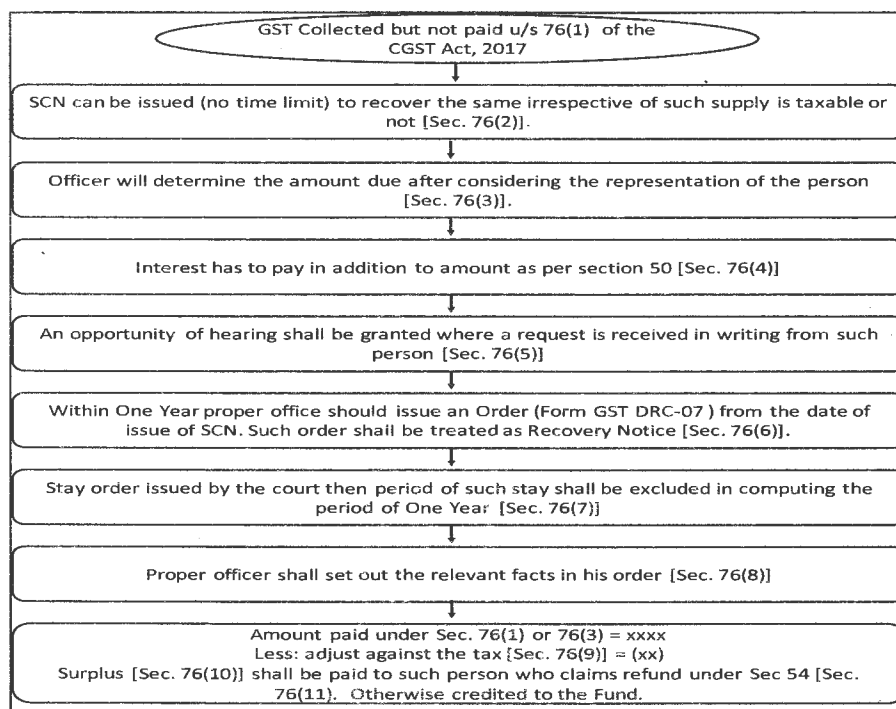 GST Collected but not paid u/s 76(1) of the
CGST Act, 2017
SCN can be issued (no time limit) to recover the same irrespective of such supply is taxable or
not [Sec. 76(2)].
Officer will determine the amount due after considering the representation of the person
[Sec. 76(3)].
Interest has to pay in addition to amount as per section 50 [Sec. 76(4)]
An opportunity of hearing shall be granted where a request is received in writing from such
person [Sec. 76(5)]
Within One Year proper office should issue an Order (Form GST DRC-07 ) from the date of
issue of SCN. Such order shall be treated as Recovery Notice [Sec. 76(6)].
Stay order issued by the court then period of such stay shall be excluded in computing the
period of One Year [Sec. 76(7)]
Proper officer shall set out the relevant facts in his order [Sec. 76(8)]
Amount paid under Sec. 76(1) or 76(3) = xxxx
Less: adjust against the tax [Sec. 76(9)] = (xx)
Surplus [Sec. 76(10)] shall be paid to such person who claims refund under Sec 54 [Sec.
76(11). Otherwise credited to the Fund.